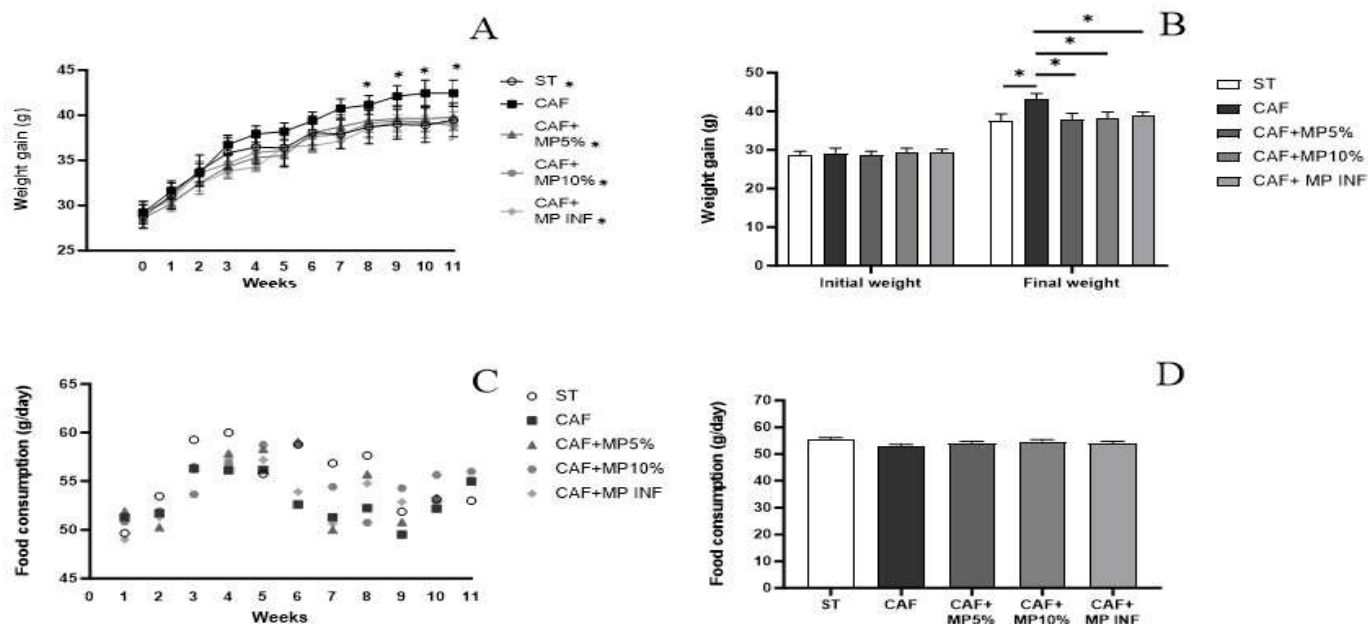 A
Weight gain (g)
45
40
35
30
25
0 1 2 3 4 5 6 7 8 9 10 11
Weeks
* * * *
ST *
CAF
CAF+
MP5% *
CAF+
MP10% *
CAF+
MP INF *
B
Weight gain (g)
50
40
30
20
10
0
Initial weight Final weight
*
*
* *
ST
CAF
CAF+MP5%
CAF+MP10%
CAF+ MP INF
C
Food consumption (g/day)
65
60
55
50
45
0 1 2 3 4 5 6 7 8 9 10 11
Weeks
ST
CAF
CAF+MP5%
CAF+MP10%
CAF+MP INF
D
Food consumption (g/day)
70
60
50
40
30
20
10
0
ST CAF CAF+ CAF+ CAF+
MP5% MP10% MP INF